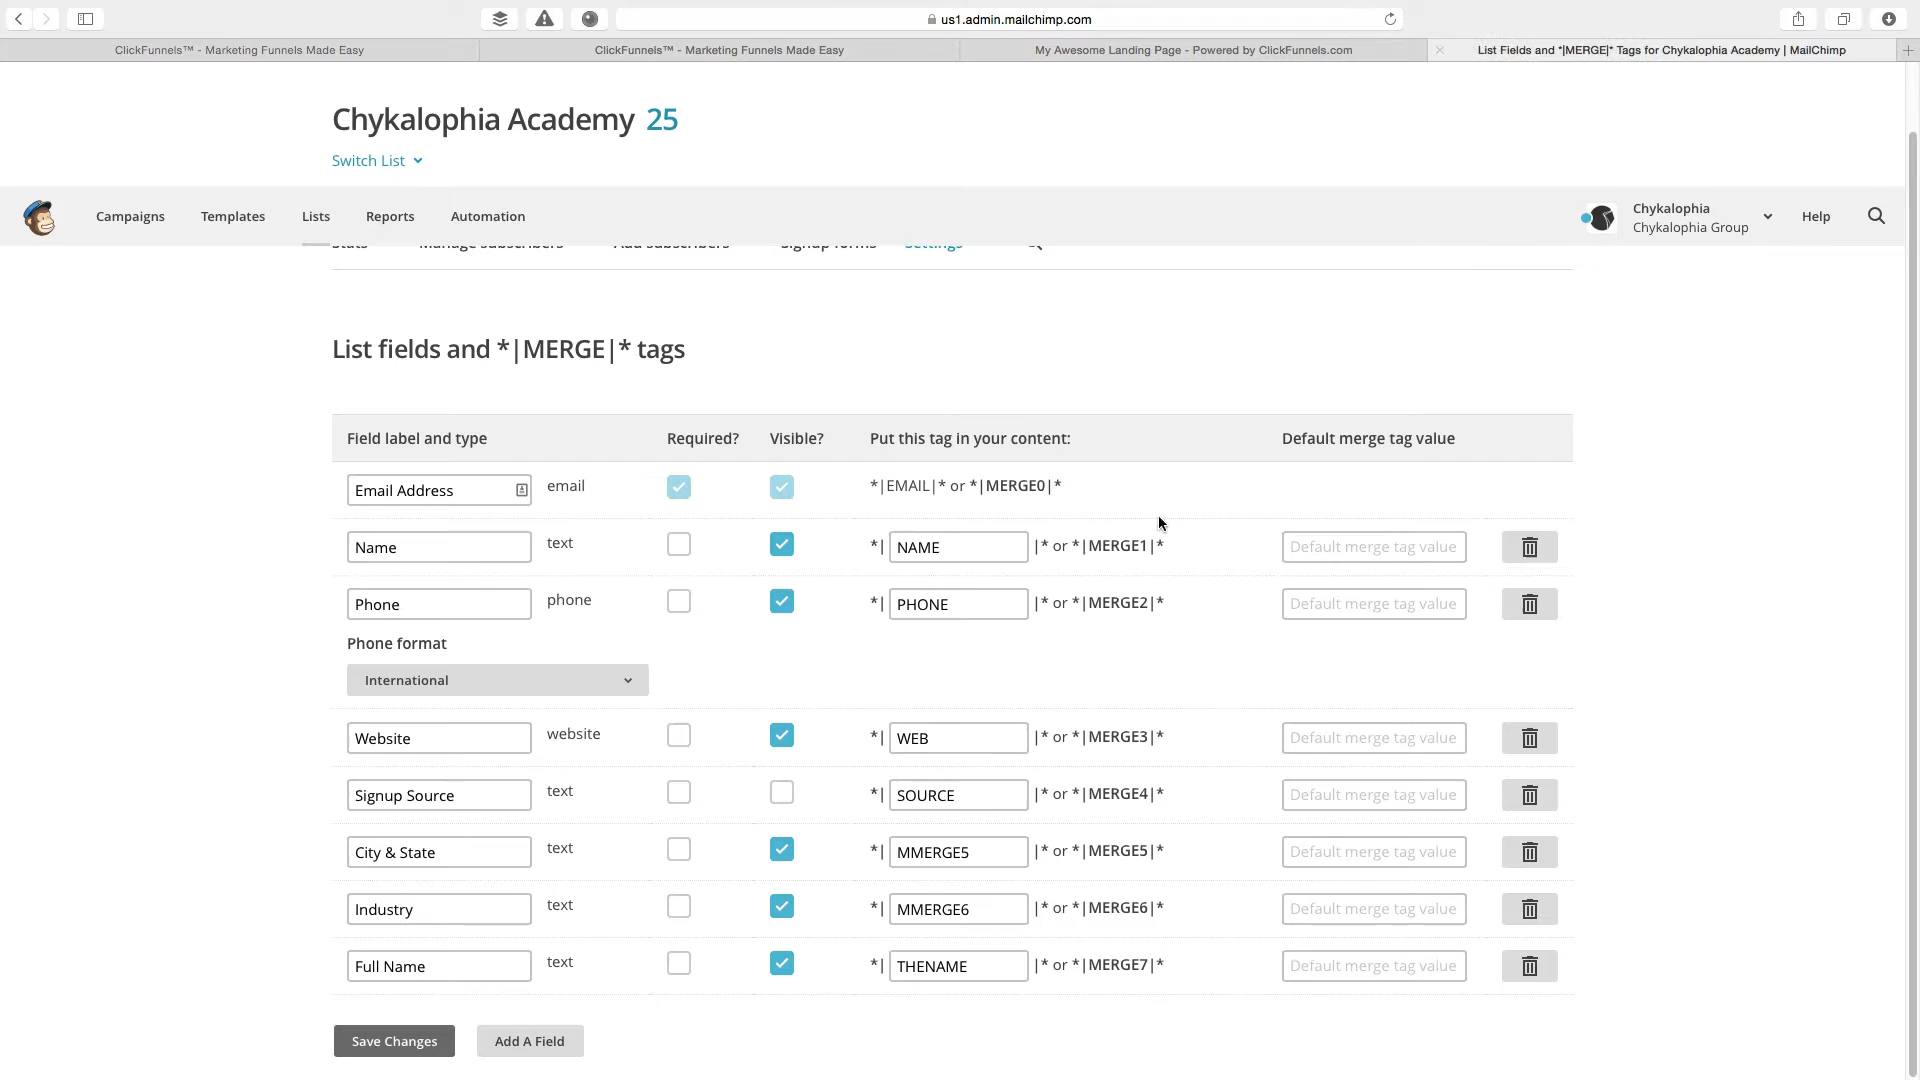 us1.admin.mailchimp.com
ClickFunnels™ - Marketing Funnels Made Easy
ClickFunnels™ - Marketing Funnels Made Easy
My Awesome Landing Page - Powered by ClickFunnels.com
List Fields and *|MERGE|* Tags for Chykalophia Academy | MailChimp
Chykalophia Academy 25
Switch List
Campaigns Templates Lists Reports Automation
Chykalophia
Chykalophia Group
Help
Stats Manage subscribers Add subscribers Signup forms Settings
List fields and *|MERGE|* tags
Field label and type Required? Visible? Put this tag in your content: Default merge tag value
Email Address email *|EMAIL|* or *|MERGE0|*
Name text *| NAME |* or *|MERGE1|* Default merge tag value
Phone phone *| PHONE |* or *|MERGE2|* Default merge tag value
Phone format
International
Website website *| WEB |* or *|MERGE3|* Default merge tag value
Signup Source text *| SOURCE |* or *|MERGE4|* Default merge tag value
City & State text *| MMERGE5 |* or *|MERGE5|* Default merge tag value
Industry text *| MMERGE6 |* or *|MERGE6|* Default merge tag value
Full Name text *| THENAME |* or *|MERGE7|* Default merge tag value
Save Changes Add A Field